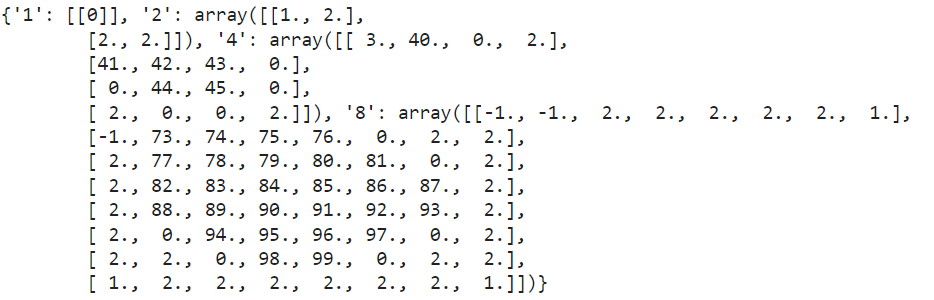 {'1': [[0]], '2': array([[1., 2.],
       [2., 2.]]), '4': array([[ 3., 40.,  0.,  2.],
       [41., 42., 43.,  0.],
       [ 0., 44., 45.,  0.],
       [ 2.,  0.,  0.,  2.]]), '8': array([[-1., -1.,  2.,  2.,  2.,  2.,  2.,  1.],
       [-1., 73., 74., 75., 76.,  0.,  2.,  2.],
       [ 2., 77., 78., 79., 80., 81.,  0.,  2.],
       [ 2., 82., 83., 84., 85., 86., 87.,  2.],
       [ 2., 88., 89., 90., 91., 92., 93.,  2.],
       [ 2.,  0., 94., 95., 96., 97.,  0.,  2.],
       [ 2.,  2.,  0., 98., 99.,  0.,  2.,  2.],
       [ 1.,  2.,  2.,  2.,  2.,  2.,  2.,  1.]])}